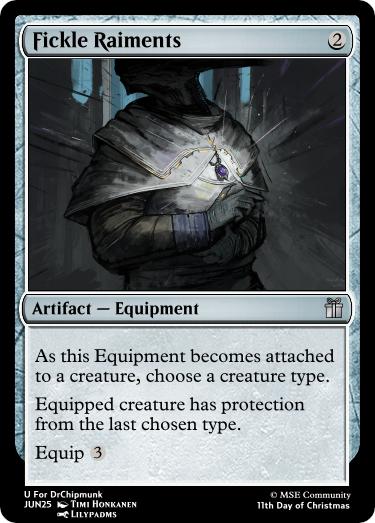 Fickle Raiments 2
Artifact — Equipment
As this Equipment becomes attached
to a creature, choose a creature type.
Equipped creature has protection
from the last chosen type.
Equip 3
U For DrChipmunk © MSE Community
JUN25 Timi Honkanen 11th Day of Christmas
Lilypadms